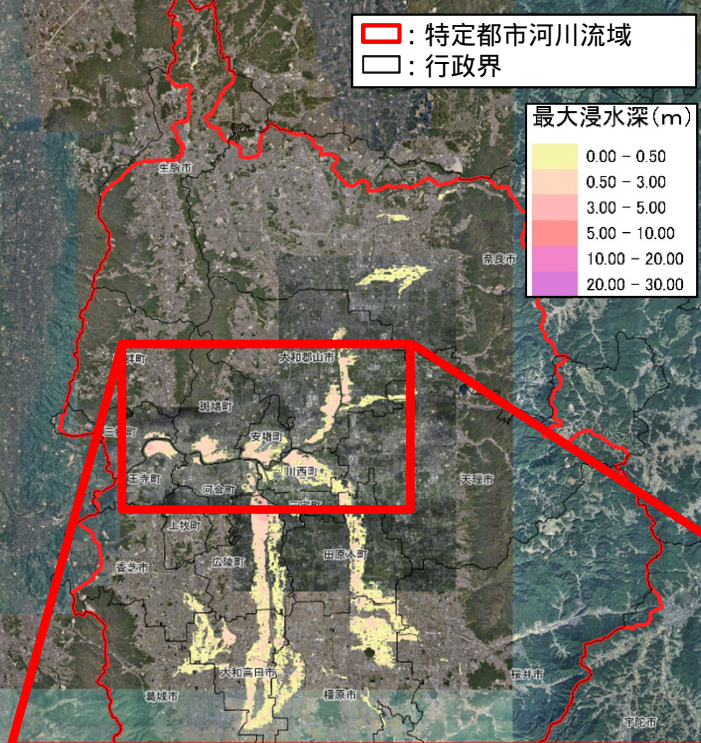 ：特定都市河川流域
：行政界
最大浸水深(m)
0.00 - 0.50
0.50 - 3.00
3.00 - 5.00
5.00 - 10.00
10.00 - 20.00
20.00 - 30.00
生駒市
奈良市
大和郡山市
斑鳩町
安堵町
王寺町
河合町
川西町
天理市
上牧町
香芝市
広陵町
田原本町
大和高田市
葛城市
橿原市
桜井市
宇陀市